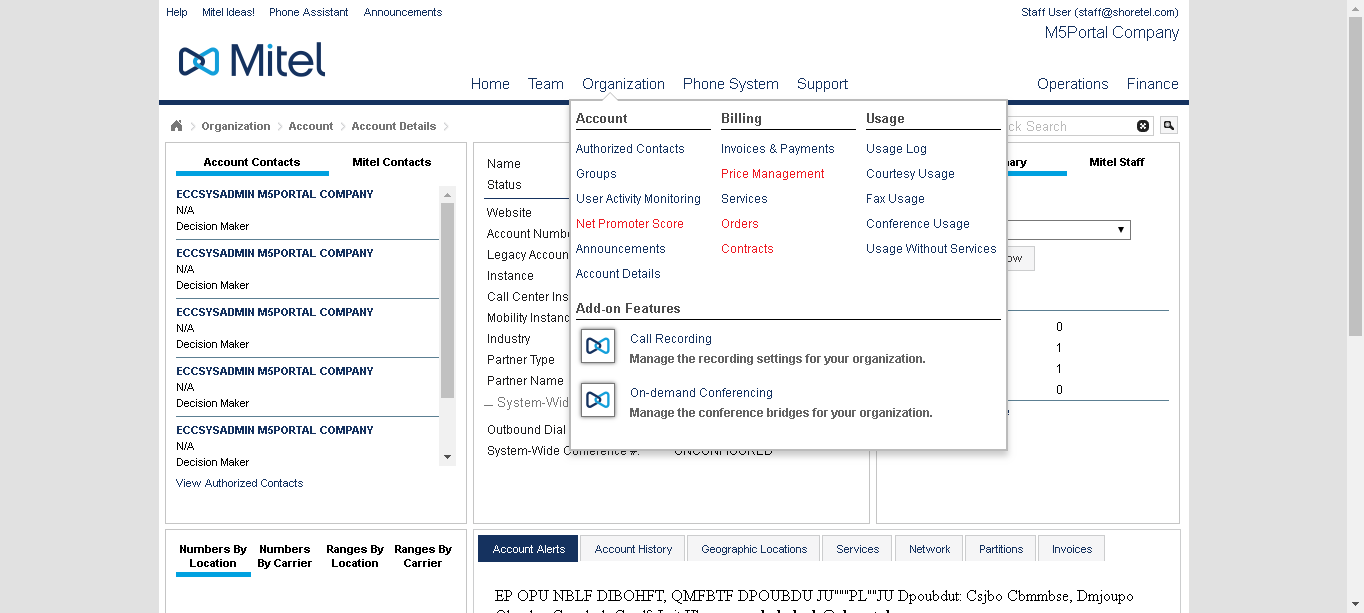 Help Mitel Ideas! Phone Assistant Announcements Staff User (staff@shoretel.com)
M5Portal Company
Mitel
Home Team Organization Phone System Support Operations Finance
Organization Account Account Details
Search
Account Contacts Mitel Contacts
ECCSYSADMIN M5PORTAL COMPANY
N/A
Decision Maker
ECCSYSADMIN M5PORTAL COMPANY
N/A
Decision Maker
ECCSYSADMIN M5PORTAL COMPANY
N/A
Decision Maker
ECCSYSADMIN M5PORTAL COMPANY
N/A
Decision Maker
ECCSYSADMIN M5PORTAL COMPANY
N/A
Decision Maker
View Authorized Contacts
Name
Status
Website
Account Numb
Legacy Accoun
Instance
Call Center Ins
Mobility Instanc
Industry
Partner Type
Partner Name
System-Wid
Outbound Dial
System-Wide Conference #: UNCONFIGURED
Account
Authorized Contacts
Groups
User Activity Monitoring
Net Promoter Score
Announcements
Account Details
Billing
Invoices & Payments
Price Management
Services
Orders
Contracts
Usage
Usage Log
Courtesy Usage
Fax Usage
Conference Usage
Usage Without Services
Add-on Features
Call Recording
Manage the recording settings for your organization.
On-demand Conferencing
Manage the conference bridges for your organization.
Mitel Staff
0
1
1
0
Numbers By Location Numbers By Carrier Ranges By Location Ranges By Carrier
Account Alerts Account History Geographic Locations Services Network Partitions Invoices
EP OPU NBLF DIBOHFT, QMFBTF DPOUBDU JU"""PL""JU Dpoubdut: Csjbo Cbmmbse, Dmjoupo